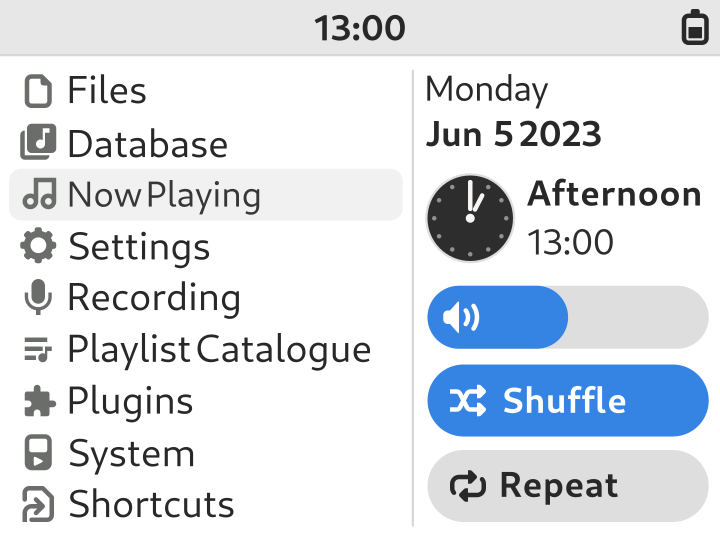 13:00
Files
Database
Now Playing
Settings
Recording
Playlist Catalogue
Plugins
System
Shortcuts
Monday
Jun 5 2023
Afternoon
13:00
Shuffle
Repeat